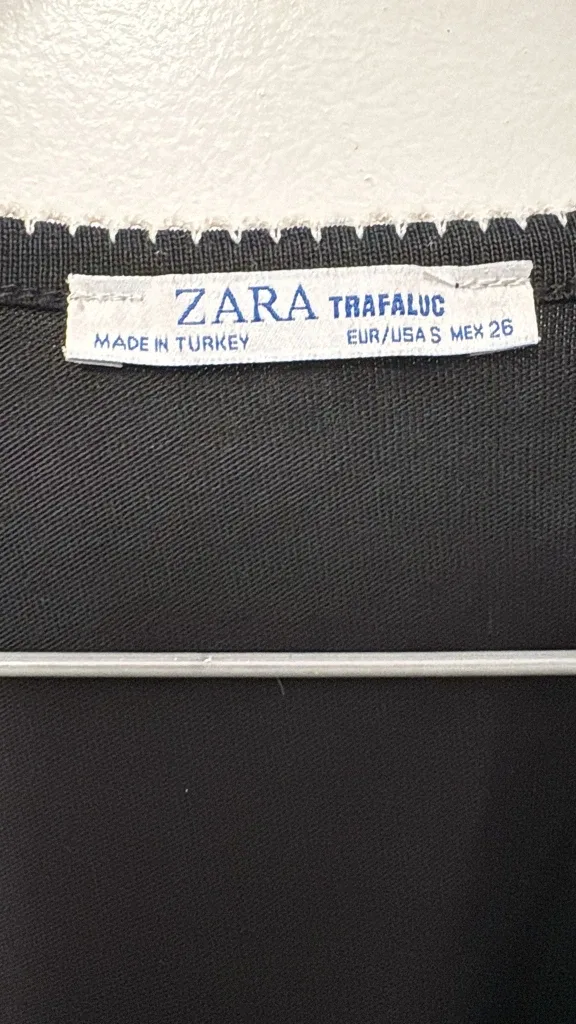 ZARA TRAFALUC
MADE IN TURKEY EUR/USA S MEX 26